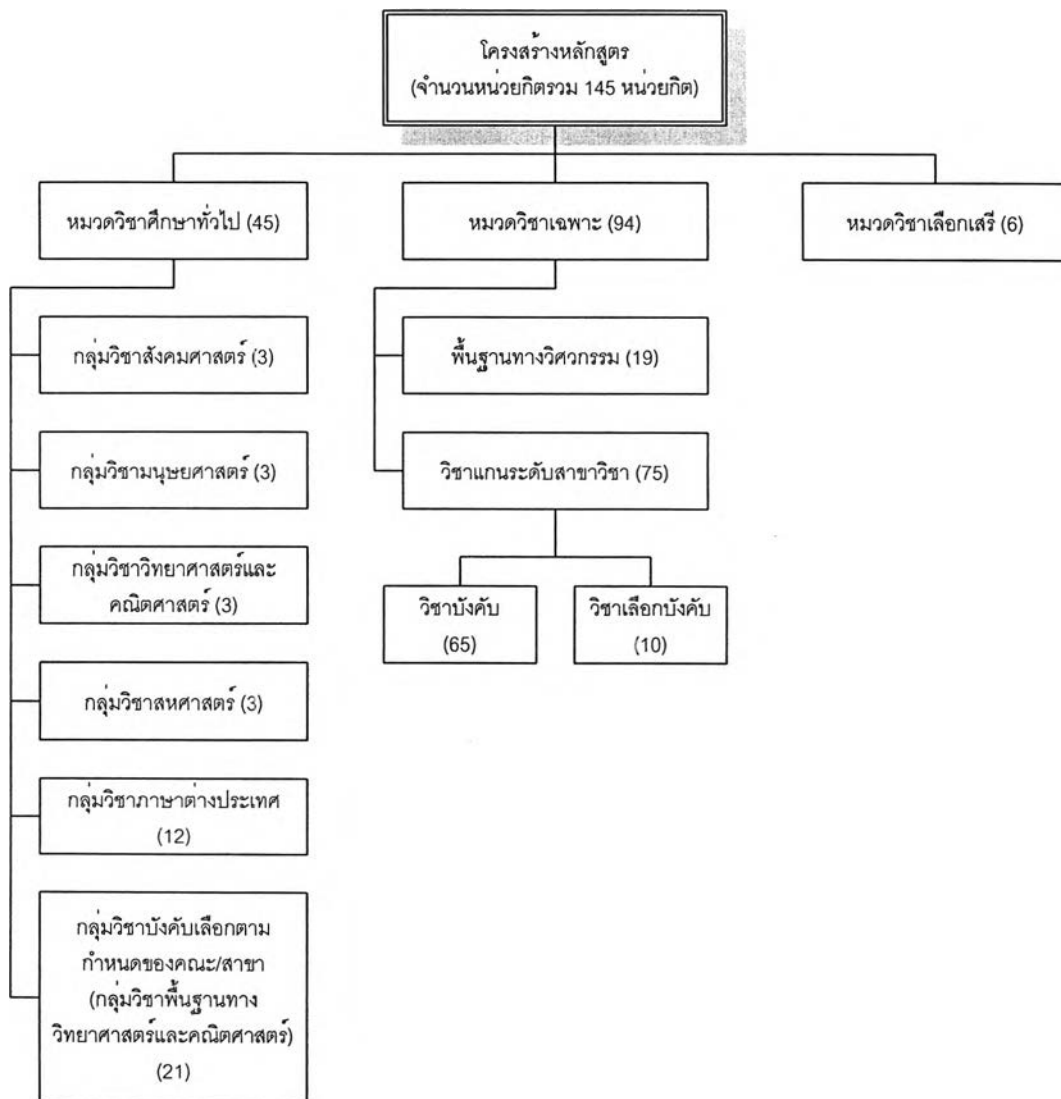 โครงสร้างหลักสูตร
(จำนวนหน่วยกิตรวม 145 หน่วยกิต)
หมวดวิชาศึกษาทั่วไป (45)
หมวดวิชาเฉพาะ (94)
หมวดวิชาเลือกเสรี (6)
กลุ่มวิชาสังคมศาสตร์ (3)
กลุ่มวิชามนุษยศาสตร์ (3)
กลุ่มวิชาวิทยาศาสตร์และ
คณิตศาสตร์ (3)
กลุ่มวิชาสหศาสตร์ (3)
กลุ่มวิชาภาษาต่างประเทศ
(12)
กลุ่มวิชาบังคับเลือกตาม
กำหนดของคณะ/สาขา
(กลุ่มวิชาพื้นฐานทาง
วิทยาศาสตร์และคณิตศาสตร์)
(21)
พื้นฐานทางวิศวกรรม (19)
วิชาแกนระดับสาขาวิชา (75)
วิชาบังคับ
(65)
วิชาเลือกบังคับ
(10)